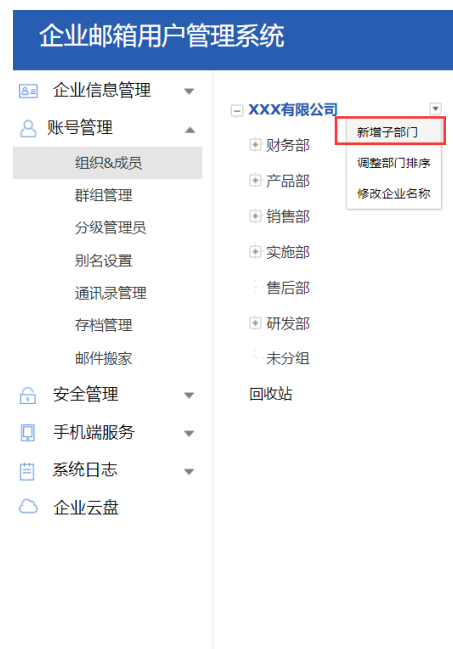 企业邮箱用户管理系统
企业信息管理
账号管理
组织&成员
群组管理
分级管理员
别名设置
通讯录管理
存档管理
邮件搬家
安全管理
手机端服务
系统日志
企业云盘
XXX有限公司
财务部
产品部
销售部
实施部
售后部
研发部
未分组
回收站
新增子部门
调整部门排序
修改企业名称